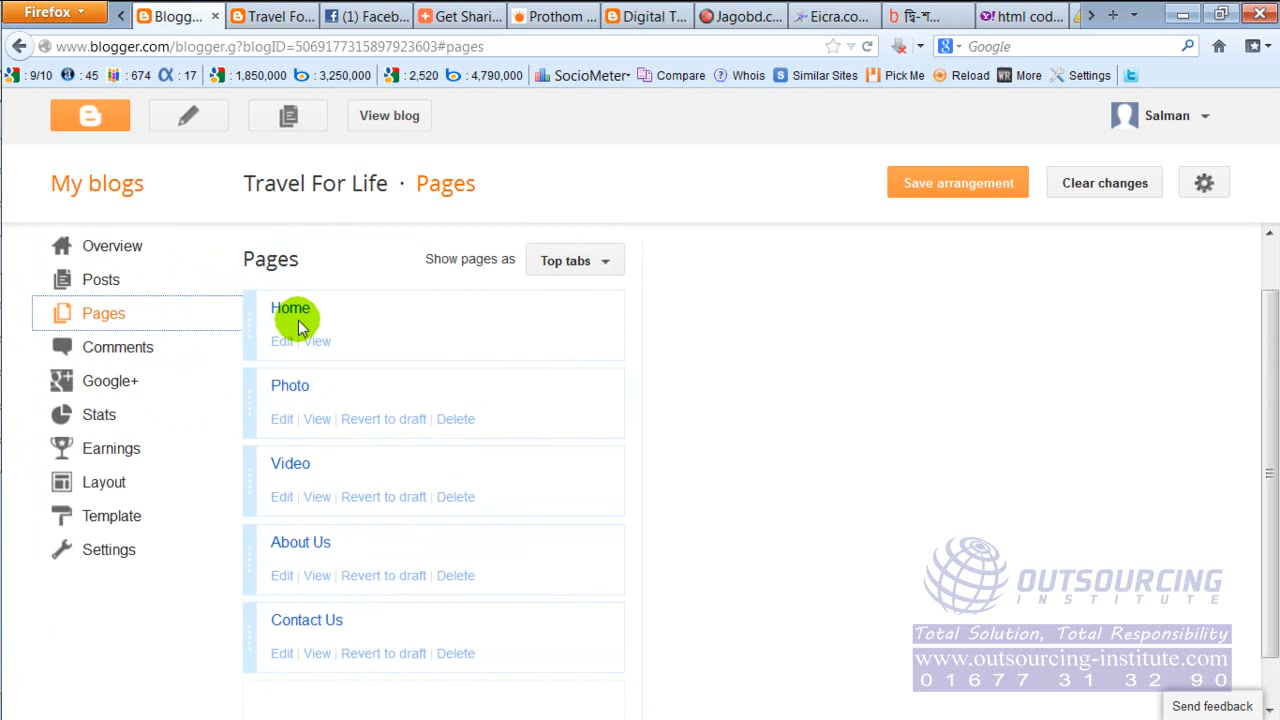 Firefox
Blogg...
Travel Fo...
(1) Faceb...
Get Shari...
Prothom ...
Digital T...
Jagobd.c...
Eicra.co...
দ্বি-শ...
html cod...
www.blogger.com/blogger.g?blogID=5069177315897923603#pages
Google
: 9/10 : 45 : 674 : 17 : 1,850,000 : 3,250,000 : 2,520 : 4,790,000 SocioMeter Compare Whois Similar Sites Pick Me Reload More Settings
View blog
Salman
My blogs
Travel For Life · Pages
Save arrangement
Clear changes
Overview
Posts
Pages
Comments
Google+
Stats
Earnings
Layout
Template
Settings
Pages
Show pages as
Top tabs
Home
Edit | View
Photo
Edit | View | Revert to draft | Delete
Video
Edit | View | Revert to draft | Delete
About Us
Edit | View | Revert to draft | Delete
Contact Us
Edit | View | Revert to draft | Delete
OUTSOURCING
INSTITUTE
Total Solution, Total Responsibility
www.outsourcing-institute.com
01677 31 32 90
Send feedback